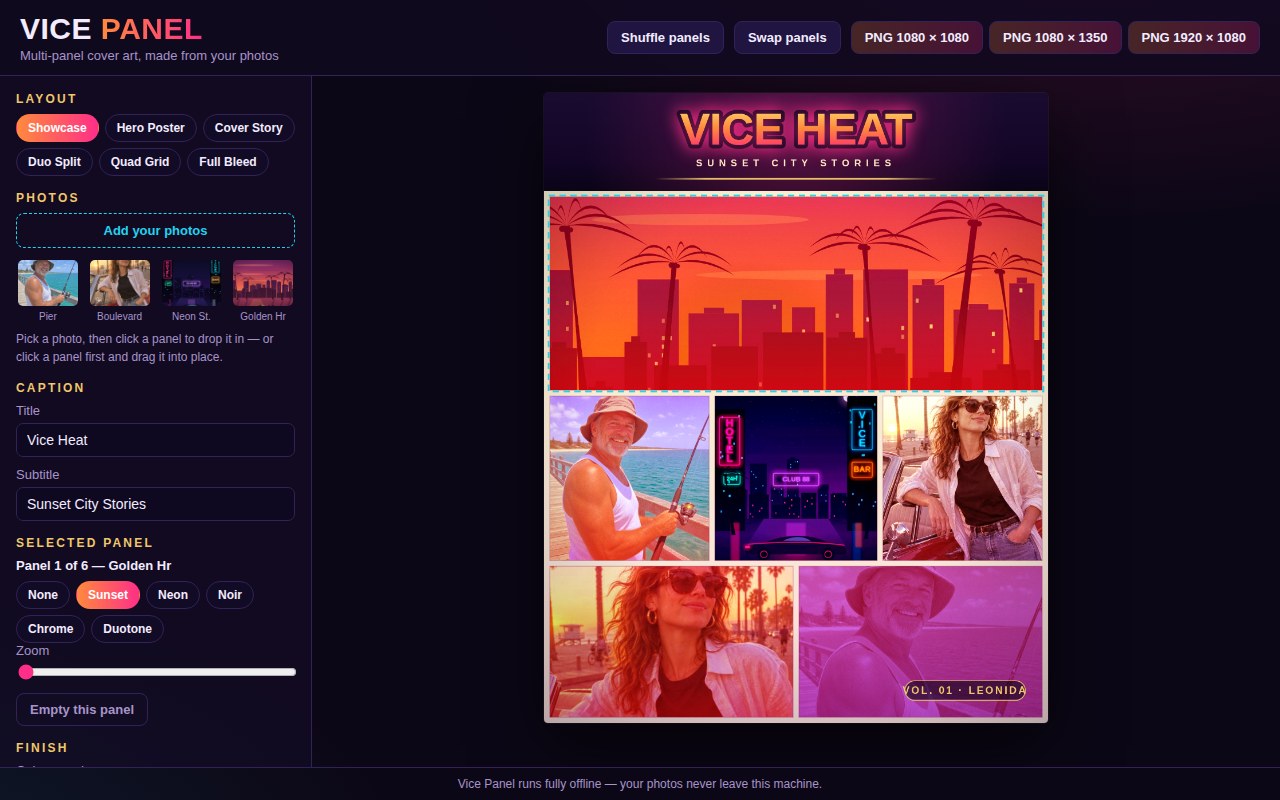 VICE PANEL
Multi-panel cover art, made from your photos
Shuffle panels
Swap panels
PNG 1080 × 1080
PNG 1080 × 1350
PNG 1920 × 1080
LAYOUT
Showcase
Hero Poster
Cover Story
Duo Split
Quad Grid
Full Bleed
PHOTOS
Add your photos
Pier
Boulevard
Neon St.
Golden Hr
Pick a photo, then click a panel to drop it in — or
click a panel first and drag it into place.
CAPTION
Title
Vice Heat
Subtitle
Sunset City Stories
SELECTED PANEL
Panel 1 of 6 — Golden Hr
None
Sunset
Neon
Noir
Chrome
Duotone
Zoom
Empty this panel
FINISH
VICE HEAT
SUNSET CITY STORIES
HOTEL
24H
CLUB 88
VICE
BAR
VOL. 01 · LEONIDA
Vice Panel runs fully offline — your photos never leave this machine.